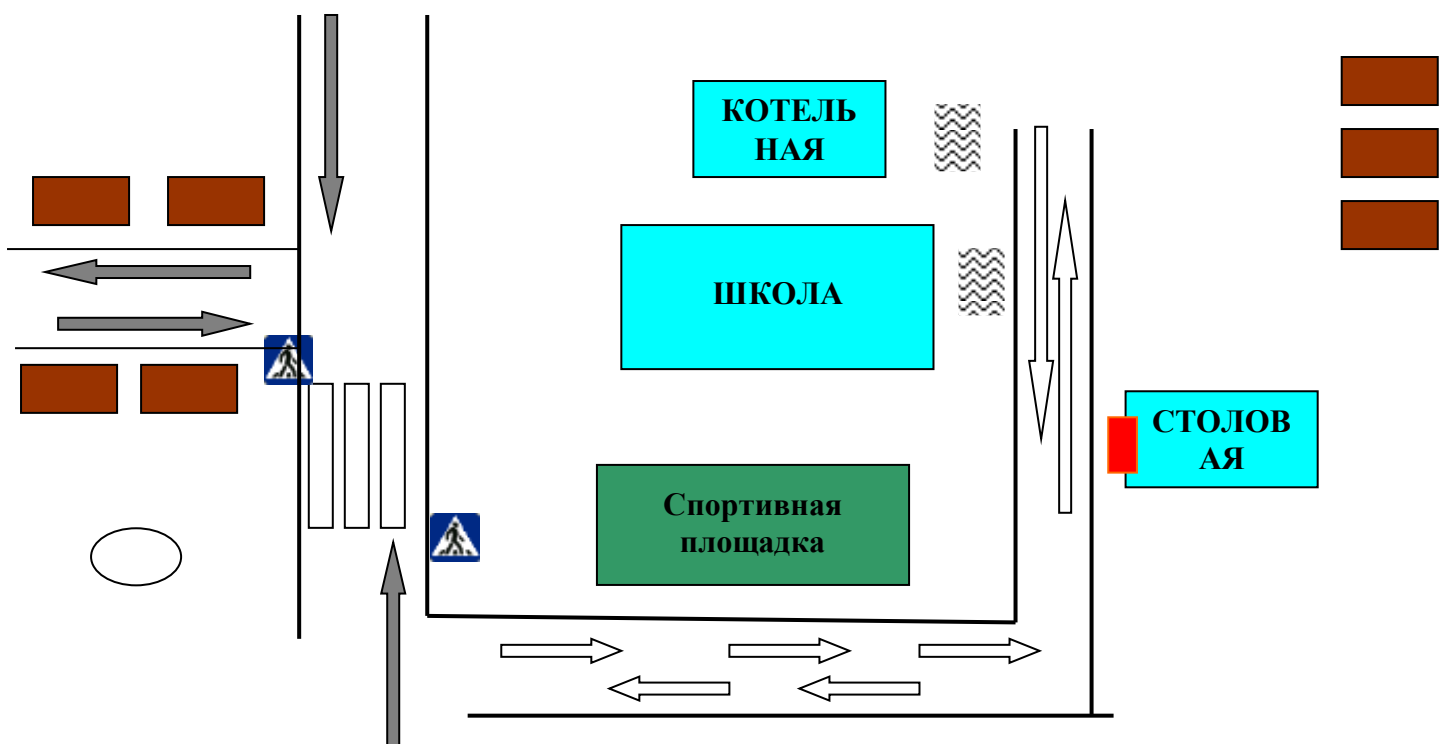 КОТЕЛЬ
НАЯ
ШКОЛА
СТОЛОВ
АЯ
Спортивная
площадка